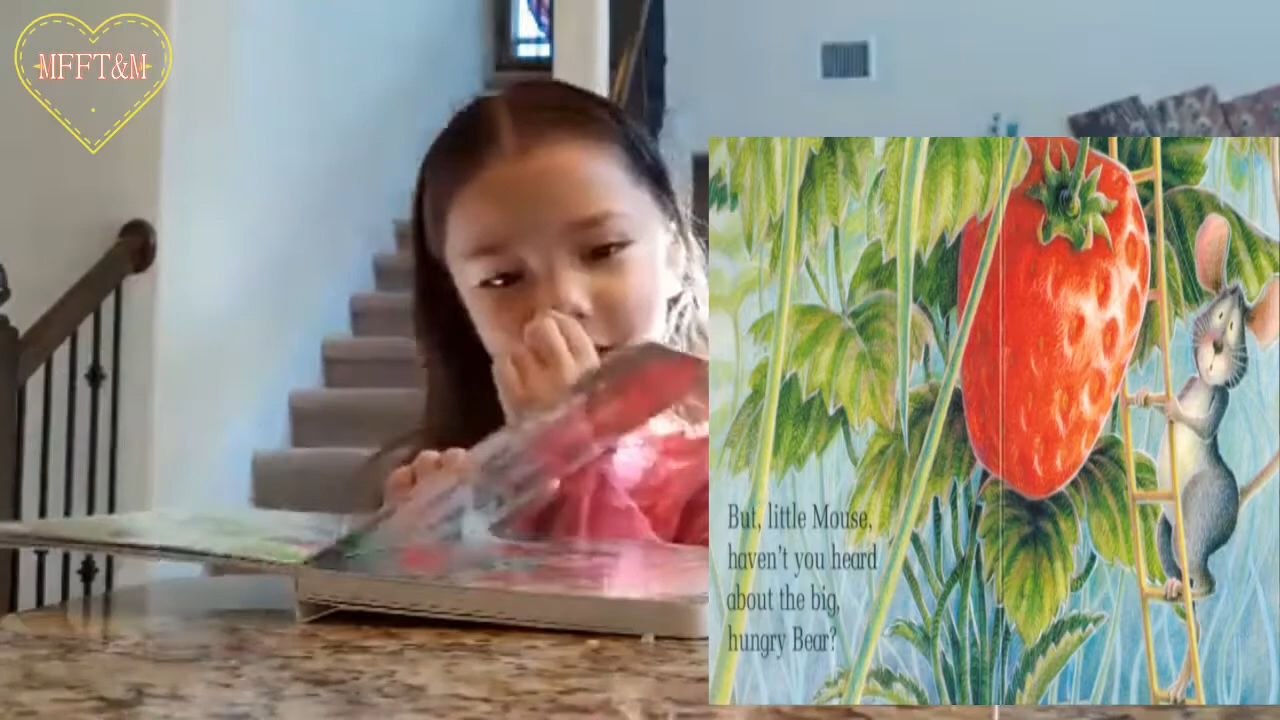 MFFT&M
But, little Mouse,
haven't you heard
about the big,
hungry Bear?